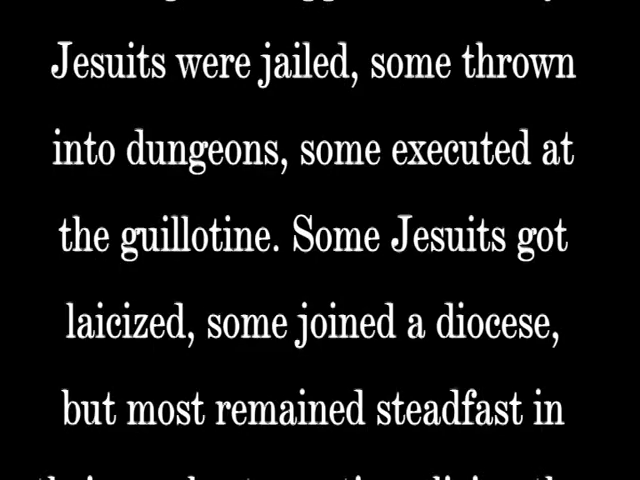 Jesuits were jailed, some thrown
into dungeons, some executed at
the guillotine. Some Jesuits got
laicized, some joined a diocese,
but most remained steadfast in